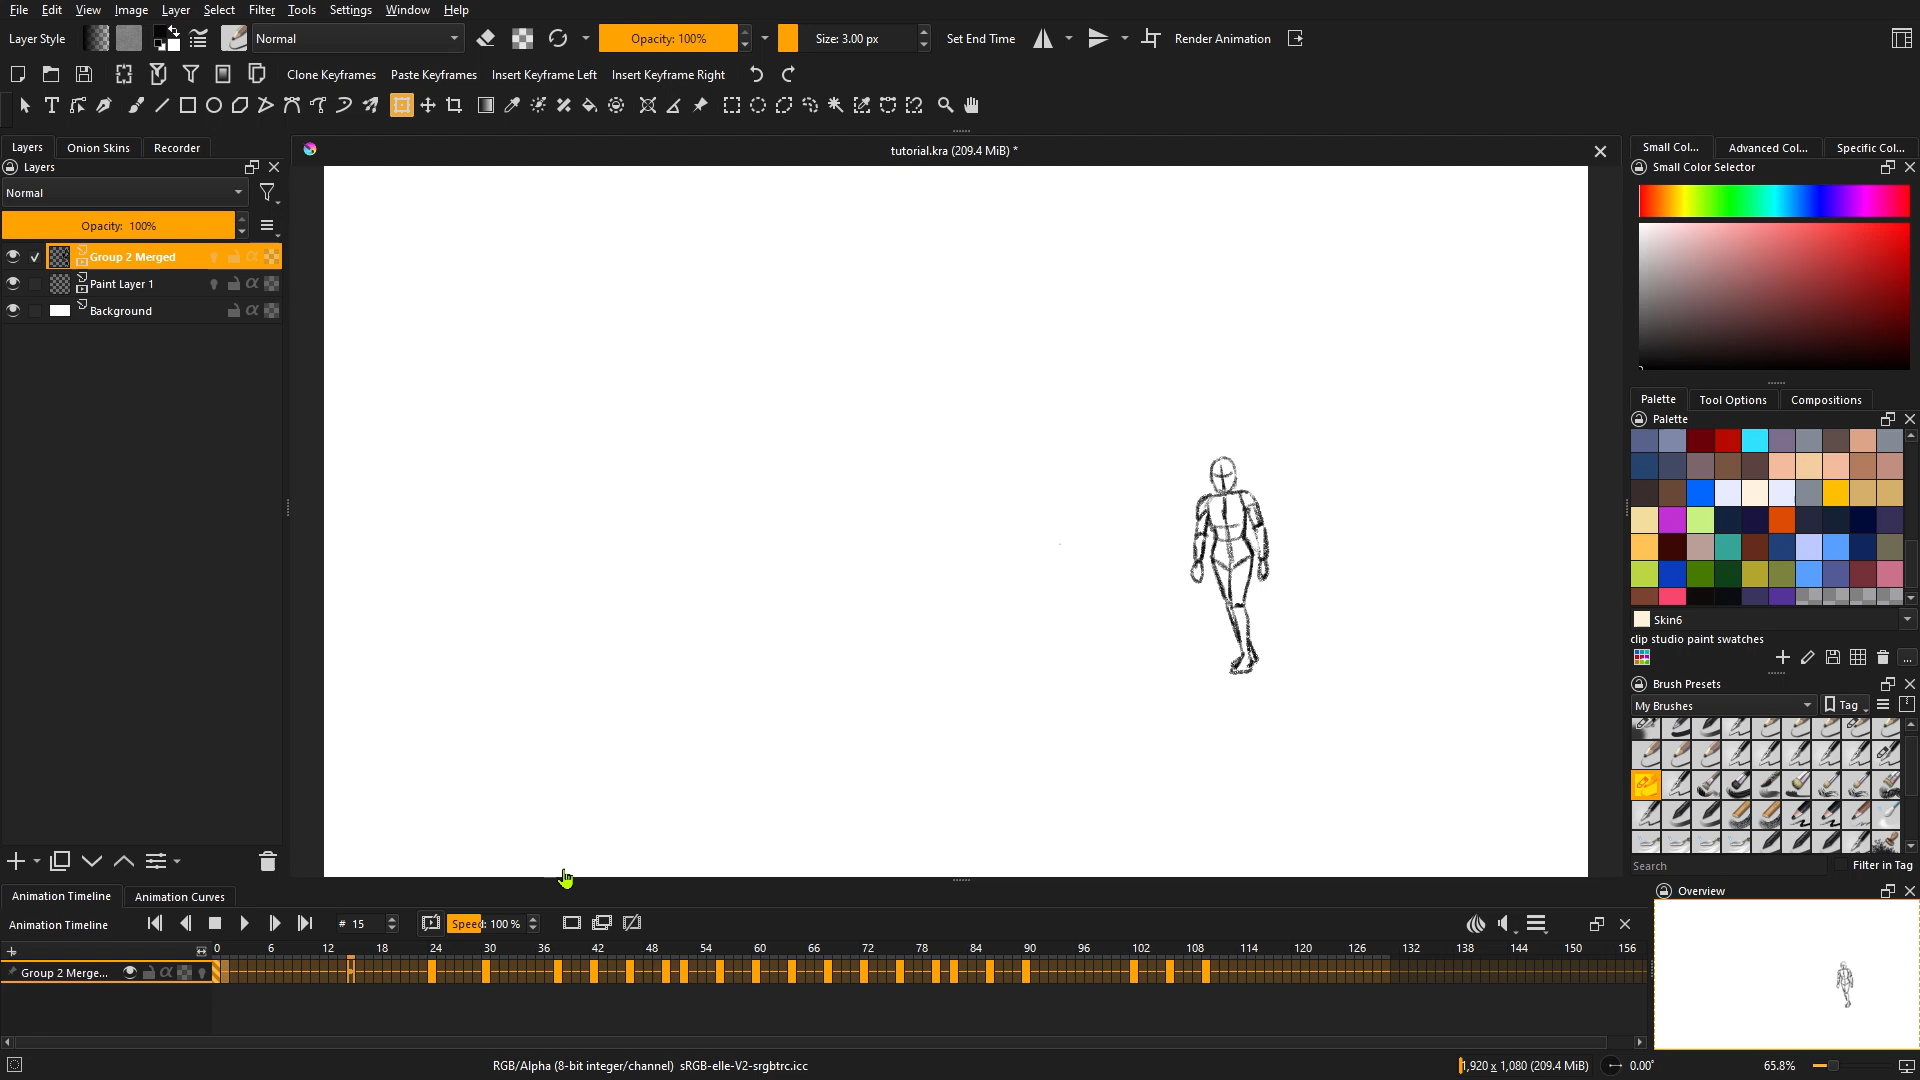 File Edit View Image Layer Select Filter Tools Settings Window Help
Layer Style Normal Opacity: 100% Size: 3.00 px Set End Time Render Animation
Clone Keyframes Paste Keyframes Insert Keyframe Left Insert Keyframe Right
Layers Onion Skins Recorder
Layers
Normal
Opacity: 100%
Group 2 Merged
Paint Layer 1
Background
tutorial.kra (209.4 MiB) *
Small Col... Advanced Col... Specific Col...
Small Color Selector
Palette Tool Options Compositions
Palette
Skin6
clip studio paint swatches
...
Brush Presets
My Brushes Tag
Search Filter in Tag
Animation Timeline Animation Curves
Animation Timeline # 15 Speed: 100 %
0 6 12 18 24 30 36 42 48 54 60 66 72 78 84 90 96 102 108 114 120 126 132 138 144 150 156
Group 2 Merge...
Overview
RGB/Alpha (8-bit integer/channel) sRGB-elle-V2-srgbtrc.icc
1,920 x 1,080 (209.4 MiB) 0.00° 65.8%